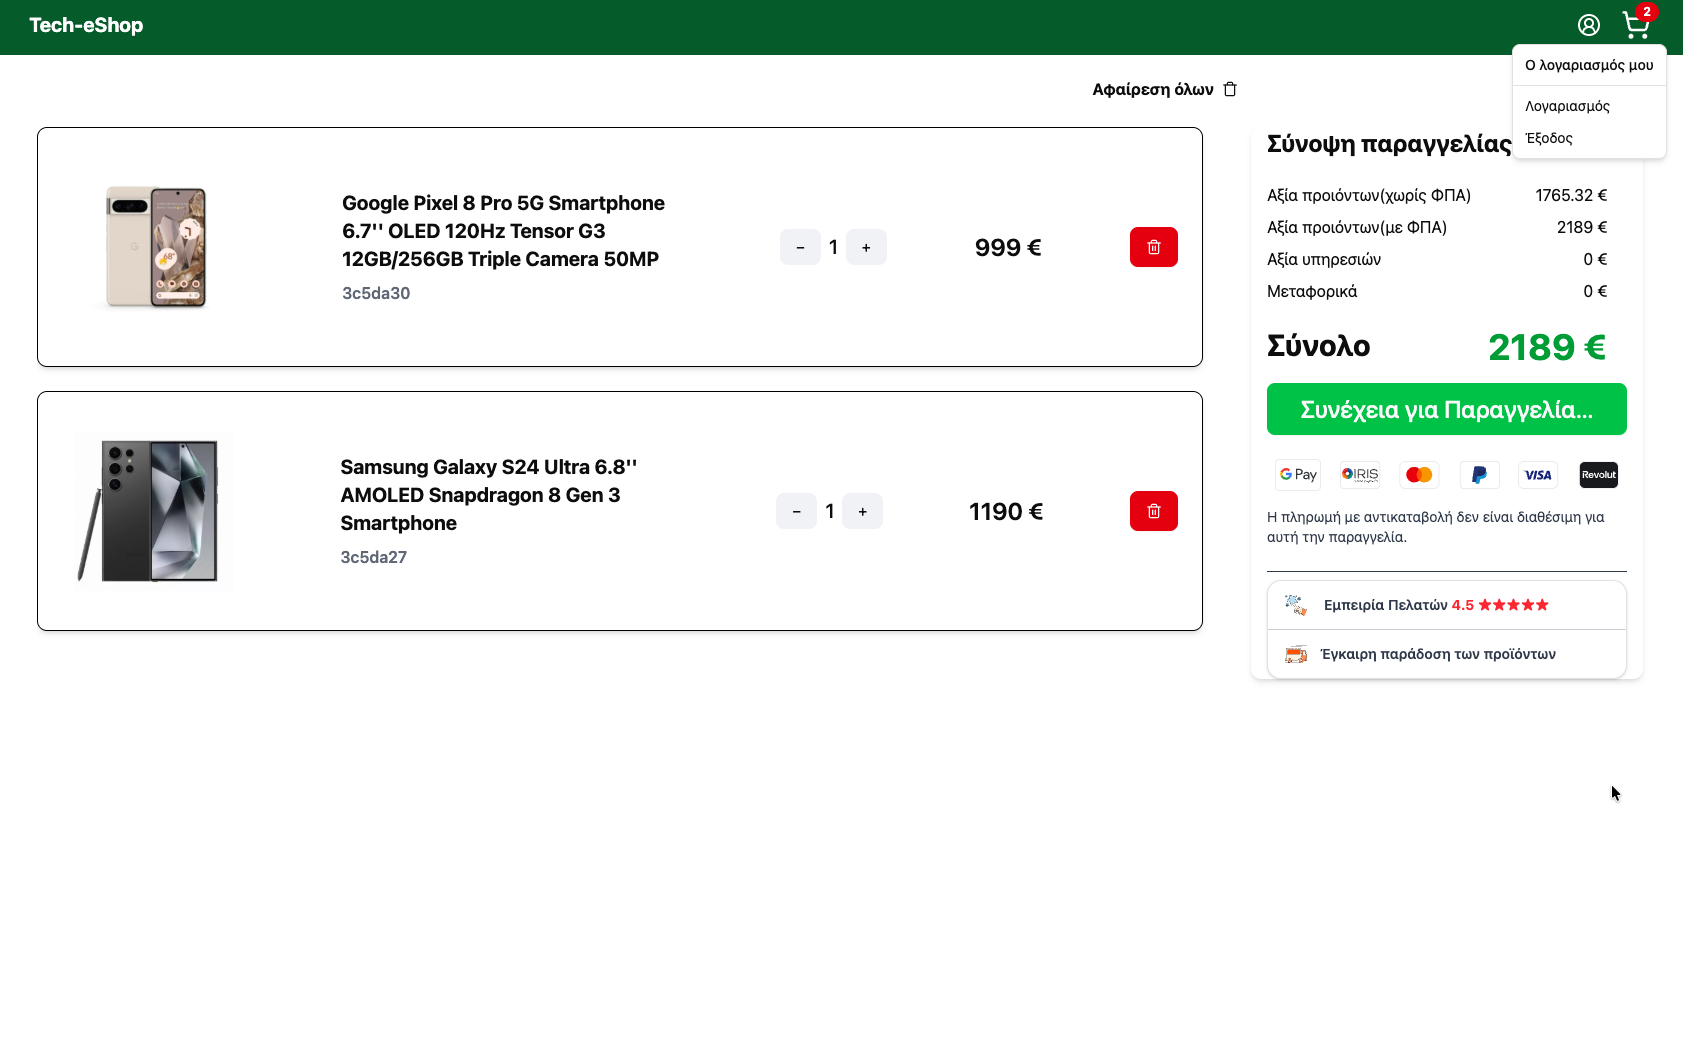 Tech-eShop
2
Ο λογαριασμός μου
Λογαριασμός
Έξοδος
Αφαίρεση όλων
Google Pixel 8 Pro 5G Smartphone
6.7'' OLED 120Hz Tensor G3
12GB/256GB Triple Camera 50MP
3c5da30
− 1 +
999 €
Samsung Galaxy S24 Ultra 6.8''
AMOLED Snapdragon 8 Gen 3
Smartphone
3c5da27
− 1 +
1190 €
Σύνοψη παραγγελίας
Αξία προιόντων(χωρίς ΦΠΑ) 1765.32 €
Αξία προιόντων(με ΦΠΑ) 2189 €
Αξία υπηρεσιών 0 €
Μεταφορικά 0 €
Σύνολο 2189 €
Συνέχεια για Παραγγελία...
G Pay IRIS VISA Revolut
Η πληρωμή με αντικαταβολή δεν είναι διαθέσιμη για
αυτή την παραγγελία.
Εμπειρία Πελατών 4.5 ★★★★★
Έγκαιρη παράδοση των προϊόντων